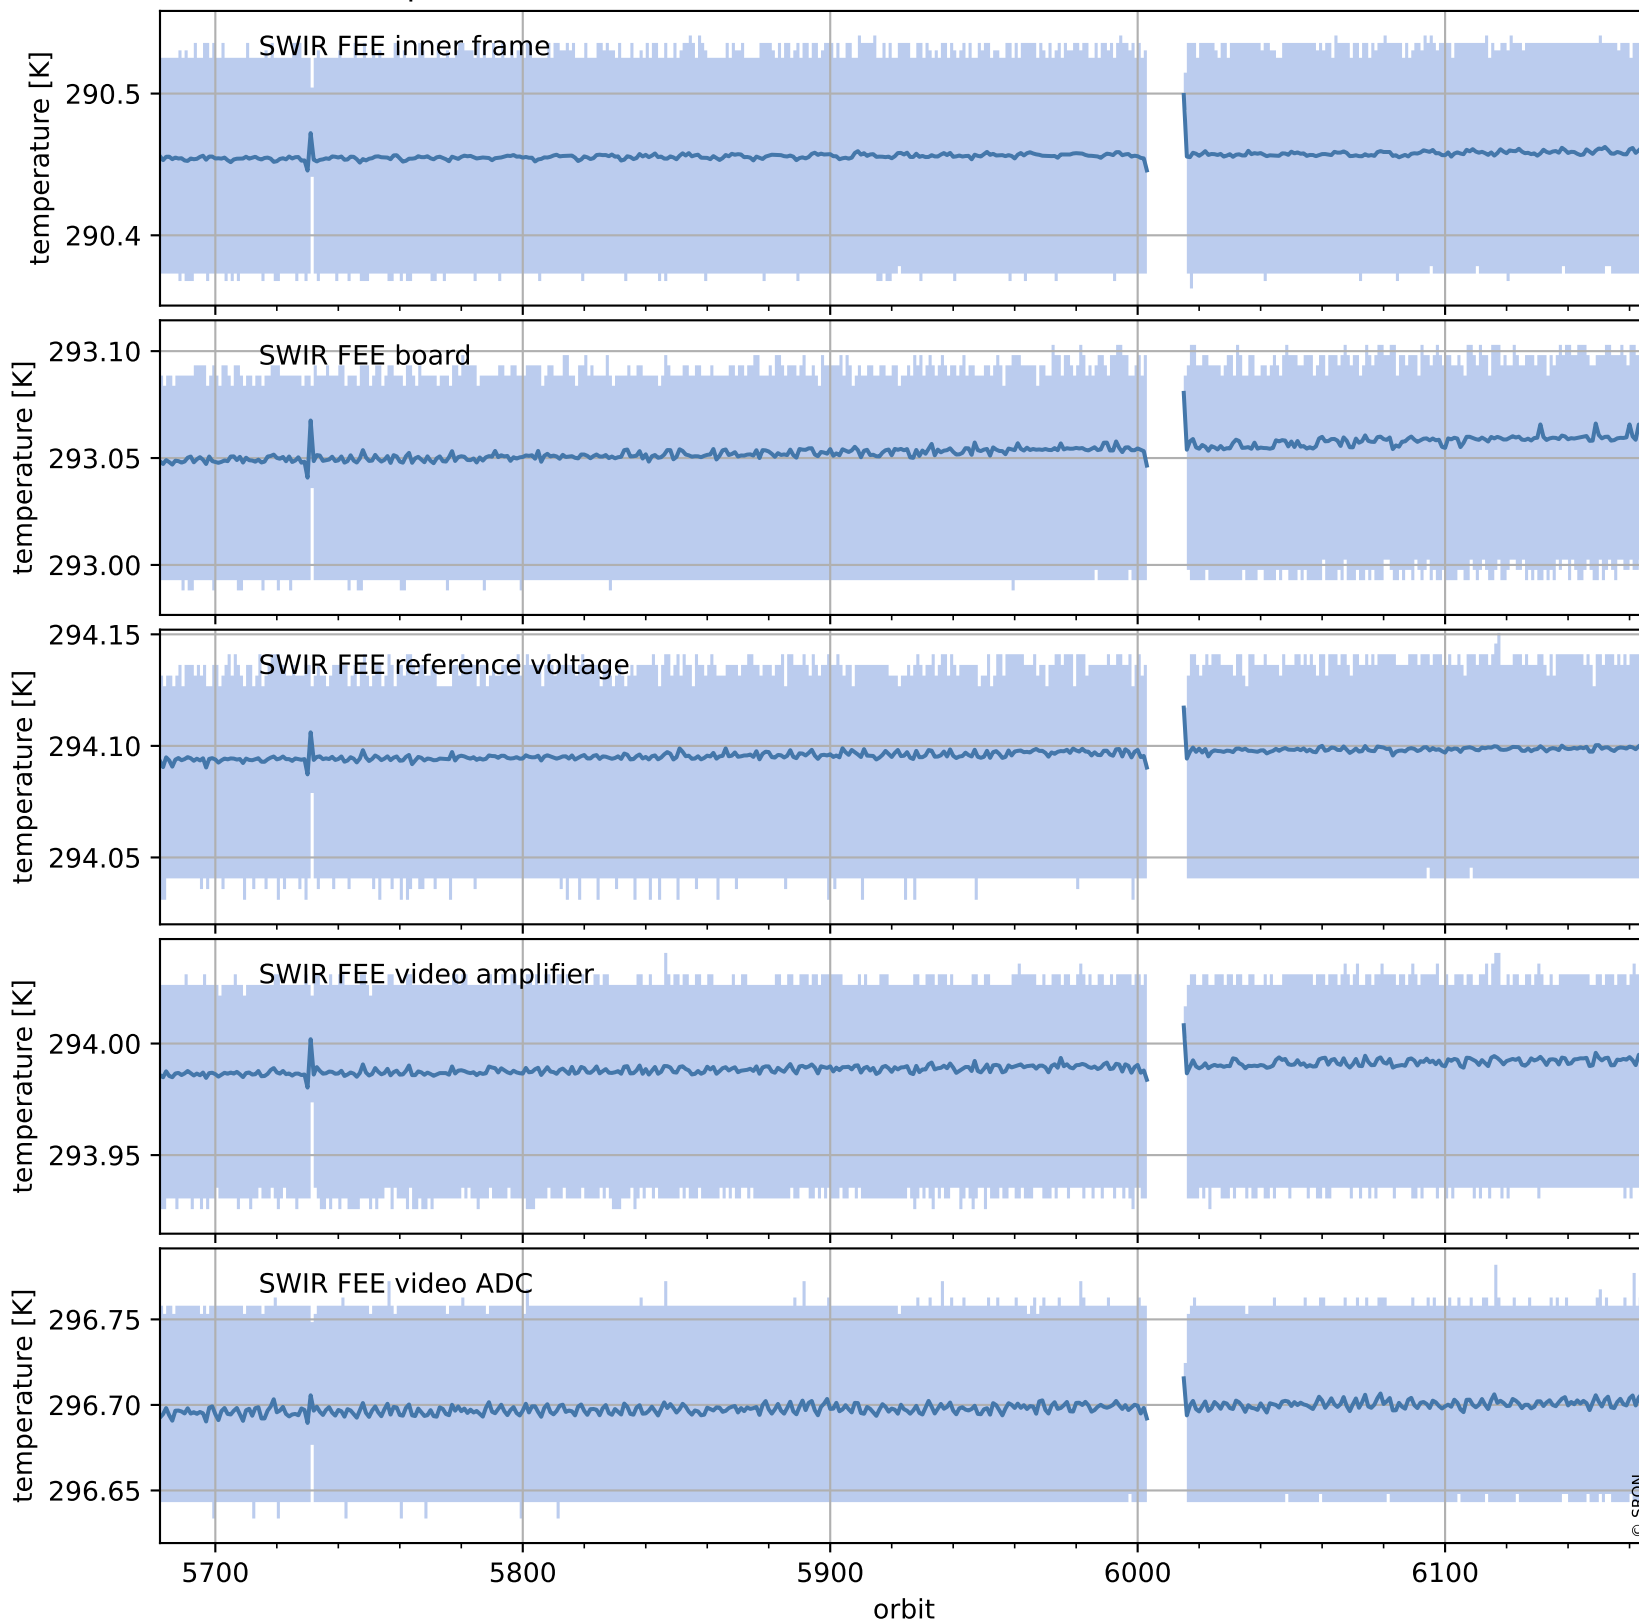 SWIR FEE inner frame
temperature [K]
290.5
290.4
SWIR FEE board
temperature [K]
293.10
293.05
293.00
SWIR FEE reference voltage
temperature [K]
294.15
294.10
294.05
SWIR FEE video amplifier
temperature [K]
294.00
293.95
SWIR FEE video ADC
temperature [K]
296.75
296.70
296.65
5700 5800 5900 6000 6100
orbit
© SRON